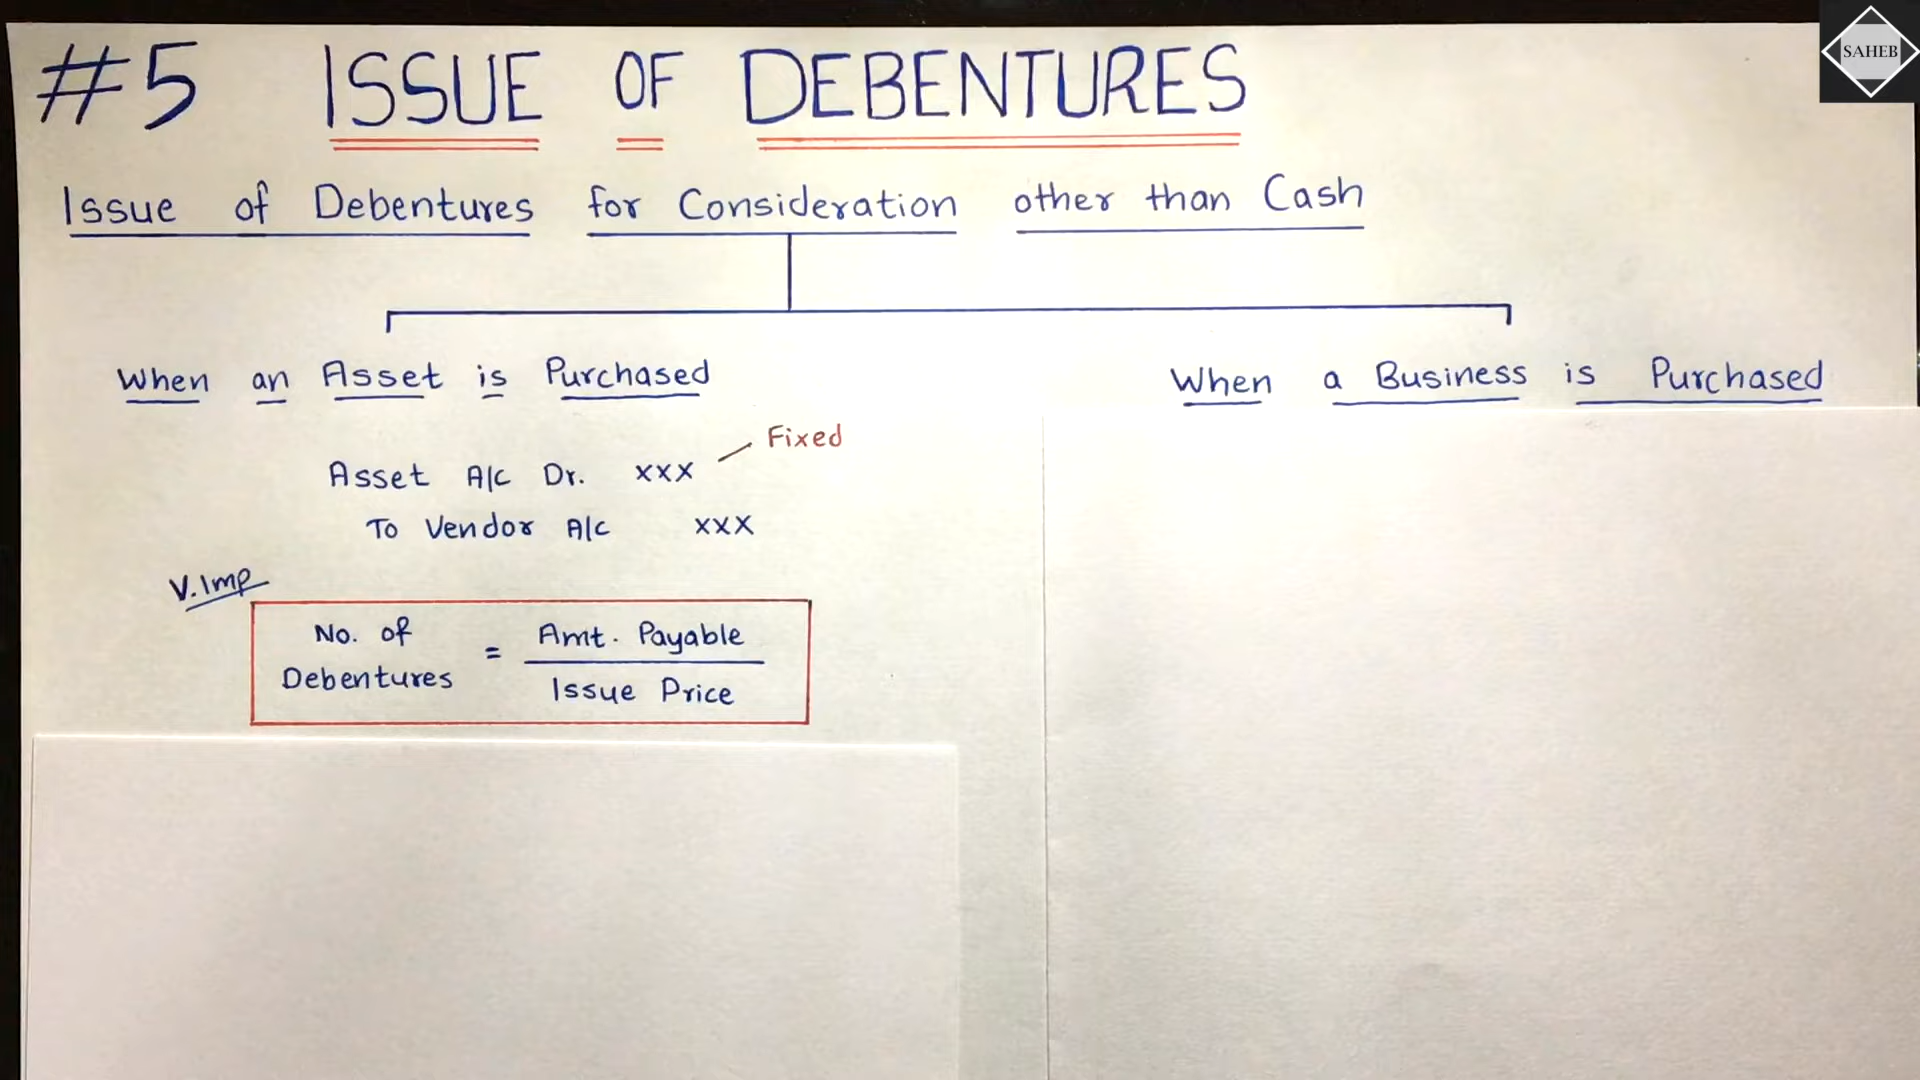 #5 ISSUE OF DEBENTURES
SAHEB
Issue of Debentures for Consideration other than Cash
When an Asset is Purchased
Fixed
Asset A/c Dr. xxx
To Vendor A/c xxx
V.Imp
No. of Debentures = Amt. Payable
Issue Price
When a Business is Purchased